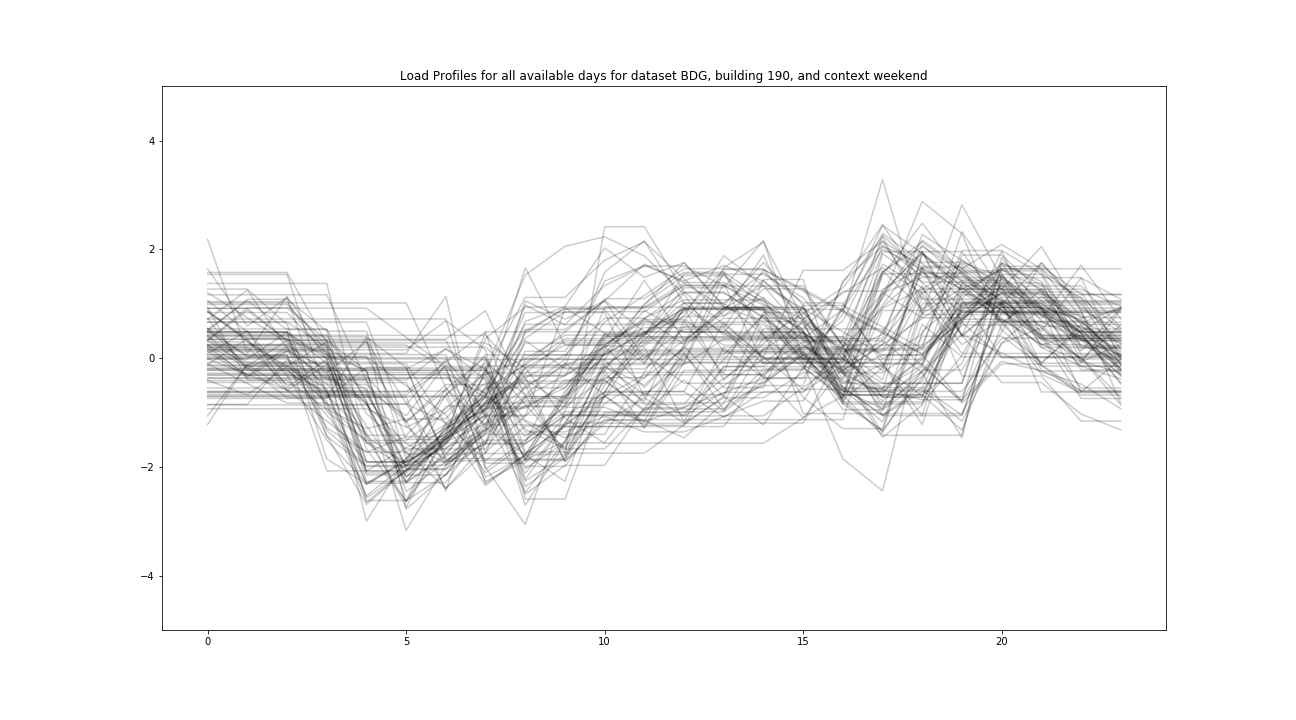 Load Profiles for all available days for dataset BDG, building 190, and context weekend
4
2
0
−2
−4
0 5 10 15 20